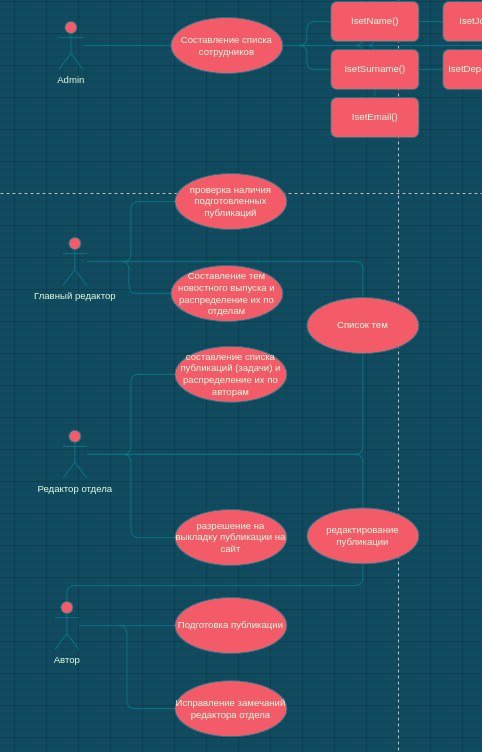 Составление списка
сотрудников
IsetName()
IsetJo
IsetSurname()
IsetDep
IsetEmail()
Admin
проверка наличия
подготовленных
публикаций
Главный редактор
Составление тем
новостного выпуска и
распределение их по
отделам
Список тем
составление списка
публикаций (задачи) и
распределение их по
авторам
Редактор отдела
разрешение на
выкладку публикации на
сайт
редактирование
публикации
Автор
Подготовка публикации
Исправление замечаний
редактора отдела